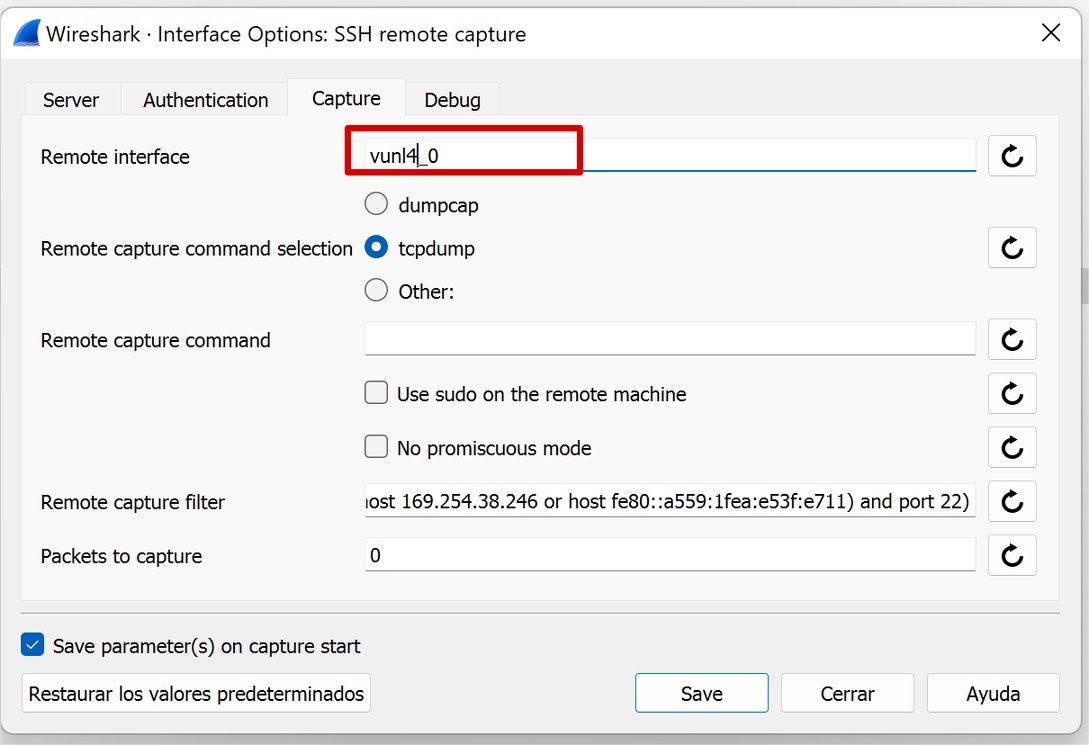 Wireshark · Interface Options: SSH remote capture
Server Authentication Capture Debug
Remote interface vunl4_0
dumpcap
Remote capture command selection tcpdump
Other:
Remote capture command
Use sudo on the remote machine
No promiscuous mode
Remote capture filter host 169.254.38.246 or host fe80::a559:1fea:e53f:e711) and port 22)
Packets to capture 0
Save parameter(s) on capture start
Restaurar los valores predeterminados Save Cerrar Ayuda